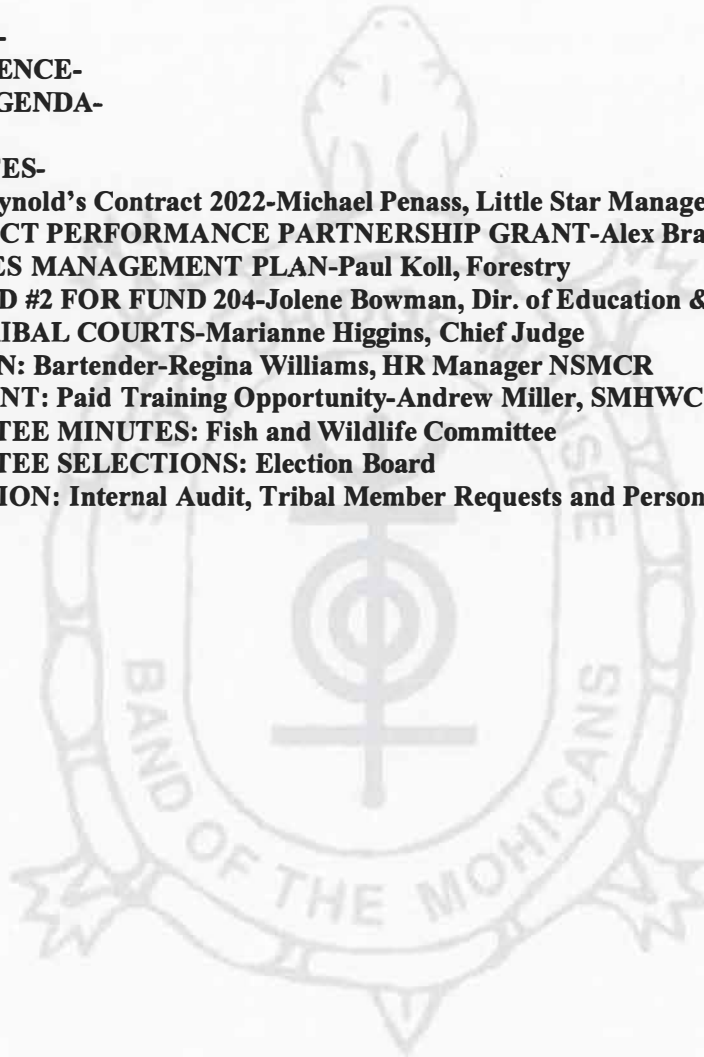 -
ENCE-
GENDA-
TES-
ynold’s Contract 2022-Michael Penass, Little Star Manage
CT PERFORMANCE PARTNERSHIP GRANT-Alex Bra
ES MANAGEMENT PLAN-Paul Koll, Forestry
D #2 FOR FUND 204-Jolene Bowman, Dir. of Education &
IBAL COURTS-Marianne Higgins, Chief Judge
N: Bartender-Regina Williams, HR Manager NSMCR
NT: Paid Training Opportunity-Andrew Miller, SMHWC
TEE MINUTES: Fish and Wildlife Committee
TEE SELECTIONS: Election Board
ION: Internal Audit, Tribal Member Requests and Person
BAND OF THE MOHICANS